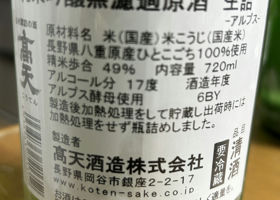 吟醸無濾過原酒 生詰
-アルプス-
原材料名 米(国産)米こうじ(国産)
長野県八重原産ひとごこち100%使用
精米歩合 49% 内容量 720ml
アルコール分 17度 酒造年度
アルプス酵母使用 6BY
製造後加熱処理をして貯蔵し出荷時には
加熱処理をせず瓶詰めしました。
製造者
高天酒造株式会社
長野県岡谷市銀座2-2-17
www.koten-sake.co.jp
品目
清酒
要冷蔵
高天